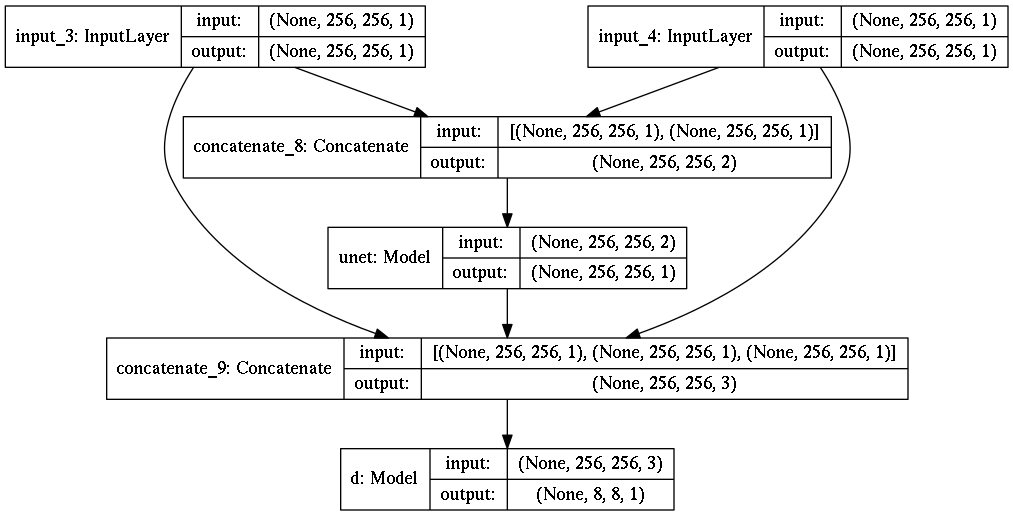 input_3: InputLayer
input: (None, 256, 256, 1)
output: (None, 256, 256, 1)
input_4: InputLayer
input: (None, 256, 256, 1)
output: (None, 256, 256, 1)
concatenate_8: Concatenate
input: [(None, 256, 256, 1), (None, 256, 256, 1)]
output: (None, 256, 256, 2)
unet: Model
input: (None, 256, 256, 2)
output: (None, 256, 256, 1)
concatenate_9: Concatenate
input: [(None, 256, 256, 1), (None, 256, 256, 1), (None, 256, 256, 1)]
output: (None, 256, 256, 3)
d: Model
input: (None, 256, 256, 3)
output: (None, 8, 8, 1)